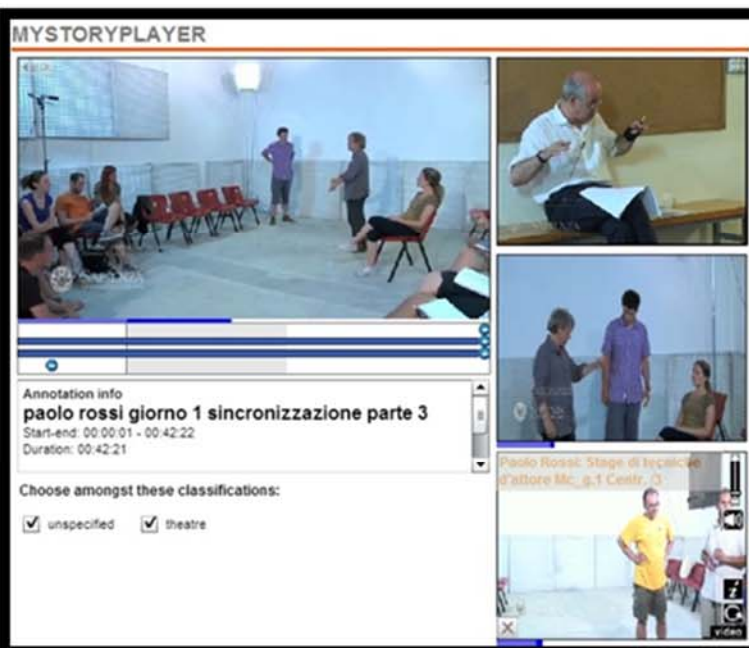 MYSTORYPLAYER
SAPIENZA
Annotation info
paolo rossi giorno 1 sincronizzazione parte 3
Start-end: 00:00:01 - 00:42:22
Duration: 00:42:21
Choose amongst these classifications:
unspecified
theatre
Paolo Rossi: Stage di tecniche
d'attore Mc_g.1 Centr. 3
video